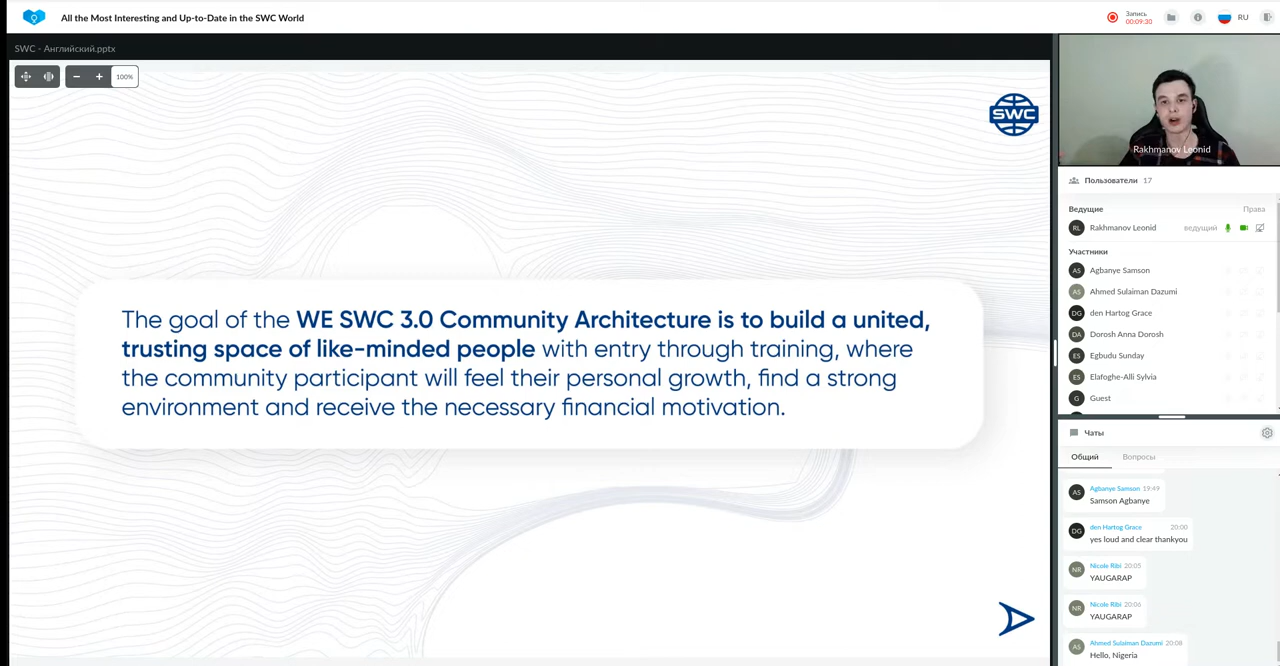 All the Most Interesting and Up-to-Date in the SWC World
Запись
00:09:30
RU
SWC - Английский.pptx
100%
SWC
The goal of the WE SWC 3.0 Community Architecture is to build a united,
trusting space of like-minded people with entry through training, where
the community participant will feel their personal growth, find a strong
environment and receive the necessary financial motivation.
Rakhmanov Leonid
Пользователи 17
Ведущие Права
RL Rakhmanov Leonid ведущий
Участники
AS Agbanye Samson
AS Ahmed Sulaiman Dazumi
DG den Hartog Grace
DA Dorosh Anna Dorosh
ES Egbudu Sunday
ES Elafoghe-Alli Sylvia
G Guest
Чаты
Общий Вопросы
AS Agbanye Samson 19:49
Samson Agbanye
DG den Hartog Grace 20:00
yes loud and clear thankyou
NR Nicole Ribi 20:05
YAUGARAP
NR Nicole Ribi 20:06
YAUGARAP
AS Ahmed Sulaiman Dazumi 20:08
Hello, Nigeria